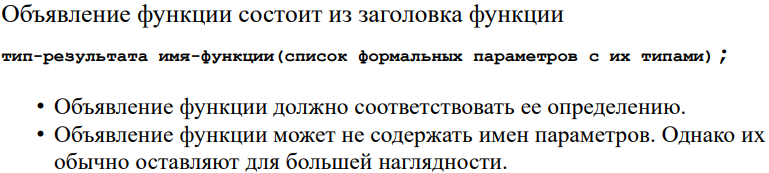 Объявление функции состоит из заголовка функции
тип-результата имя-функции(список формальных параметров с их типами);
• Объявление функции должно соответствовать ее определению.
• Объявление функции может не содержать имен параметров. Однако их
обычно оставляют для большей наглядности.